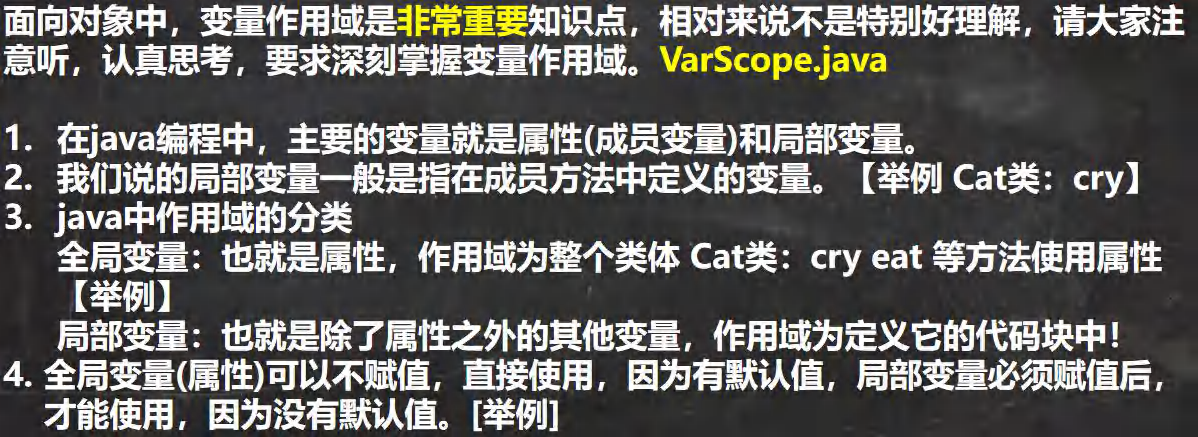 面向对象中，变量作用域是非常重要知识点，相对来说不是特别好理解，请大家注
意听，认真思考，要求深刻掌握变量作用域。VarScope.java
1. 在java编程中，主要的变量就是属性(成员变量)和局部变量。
2. 我们说的局部变量一般是指在成员方法中定义的变量。【举例 Cat类：cry】
3. java中作用域的分类
全局变量：也就是属性，作用域为整个类体 Cat类：cry eat 等方法使用属性
【举例】
局部变量：也就是除了属性之外的其他变量，作用域为定义它的代码块中！
4. 全局变量(属性)可以不赋值，直接使用，因为有默认值，局部变量必须赋值后，
才能使用，因为没有默认值。[举例]